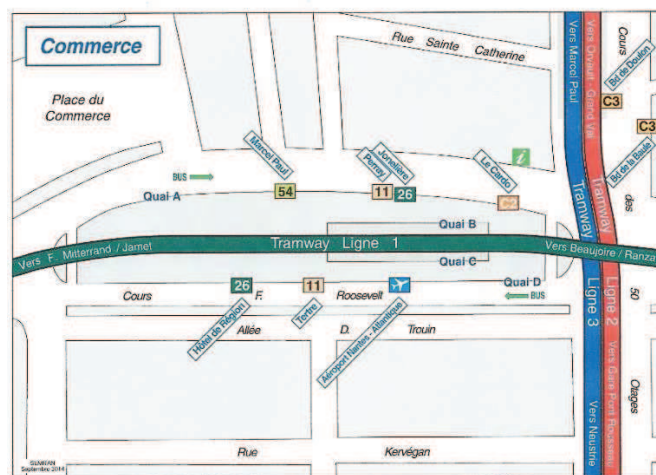 Commerce
Rue Sainte Catherine
Place du
Commerce
Vers Marcel Paul
Vers Orvault - Grand Val
Cours
Bd de Doulon
C3
C3
Bd de la Baule
Marcel Paul
Jonelière
Perray
Le Cardo
BUS
Quai A
54
11
26
Tramway
Tramway
des
Quai B
Tramway Ligne 1
Vers F. Mitterrand / Jamet
Vers Beaujoire / Ranzay
Quai C
Quai D
26
11
BUS
Cours F. Roosevelt
Hôtel de Région
Tertre
Aéroport Nantes - Atlantique
Allée D. Trouin
Ligne 3
Ligne 2
50
Otages
Vers Neustrie
Vers Gare Pont Rousseau
Rue Kervégan
SEMITAN
Septembre 2014